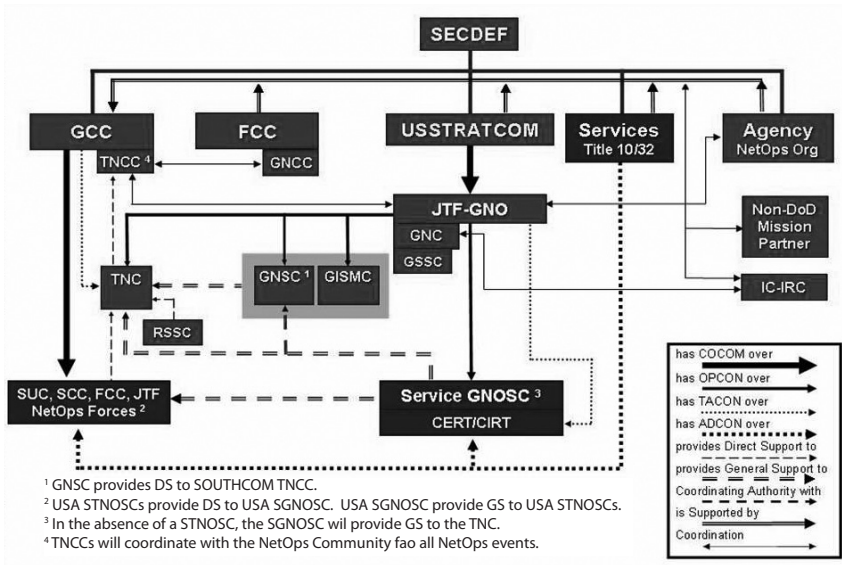 SECDEF
GCC
TNCC 4
FCC
GNCC
USSTRATCOM
Services
Title 10/32
Agency
NetOps Org
JTF-GNO
GNC
GSSC
Non-DoD
Mission
Partner
TNC
GNSC 1
GISMC
IC-IRC
RSSC
SUC, SCC, FCC, JTF
NetOps Forces 2
Service GNOSC 3
CERT/CIRT
has COCOM over
has OPCON over
has TACON over
has ADCON over
provides Direct Support to
provides General Support to
Coordinating Authority with
is Supported by
Coordination
1 GNSC provides DS to SOUTHCOM TNCC.
2 USA STNOSCs provide DS to USA SGNOSC. USA SGNOSC provide GS to USA STNOSCs.
3 In the absence of a STNOSC, the SGNOSC wil provide GS to the TNC.
4 TNCCs will coordinate with the NetOps Community fao all NetOps events.